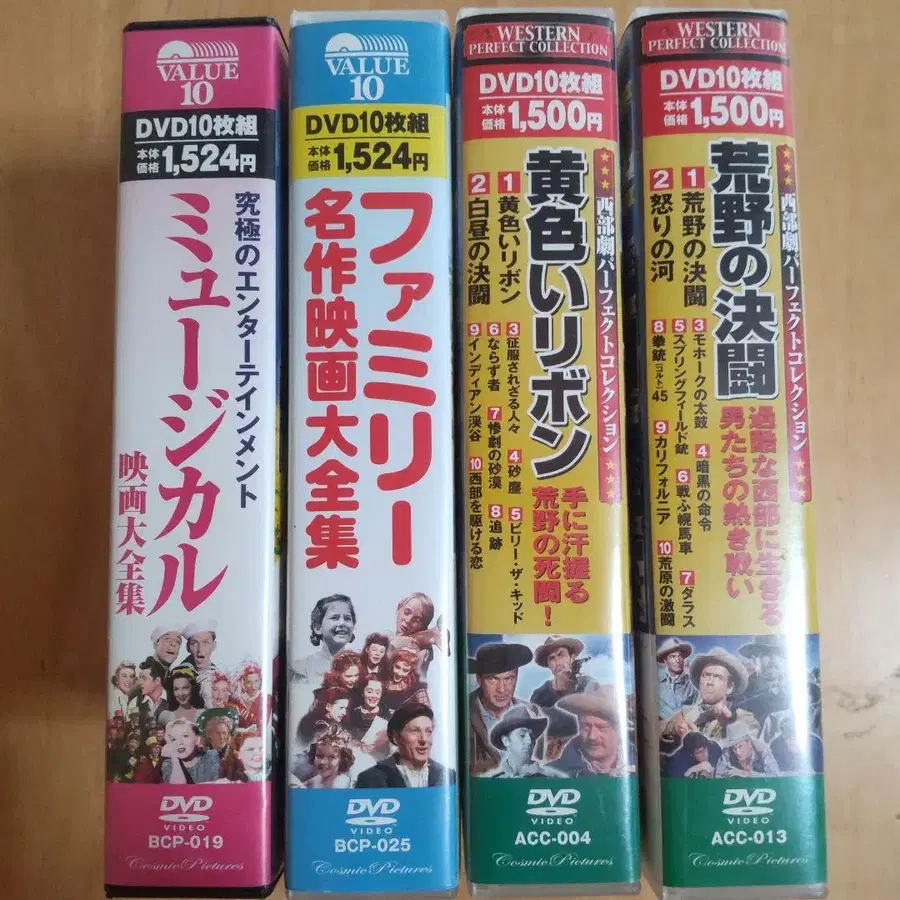 VALUE
10
DVD10枚組
本体価格 1,524円
究極のエンターテインメント
ミュージカル
映画大全集
DVD
VIDEO
BCP-019
Cosmic Pictures
VALUE
10
DVD10枚組
本体価格 1,524円
ファミリー
名作映画大全集
DVD
VIDEO
BCP-025
Cosmic Pictures
WESTERN
PERFECT COLLECTION
DVD10枚組
本体価格 1,500円
西部劇パーフェクトコレクション
黄色いリボン
手に汗握る
荒野の死闘!
1 黄色いリボン
2 白昼の決闘
3 征服されざる人々 4 砂塵 5 ビリー・ザ・キッド
6 ならず者 7 惨劇の砂漠 8 追跡
9 インディアン渓谷 10 西部を駆ける恋
DVD
VIDEO
ACC-004
Cosmic Pictures
WESTERN
PERFECT COLLECTION
DVD10枚組
本体価格 1,500円
西部劇パーフェクトコレクション
荒野の決闘
過酷な西部に生きる
男たちの熱き戦い
1 荒野の決闘
2 怒りの河
3 モホークの太鼓 4 暗黒の命令
5 スプリングフィールド銃 6 戦ふ幌馬車 7 ダラス
8 拳銃(コルト)45 9 カリフォルニア 10 荒原の激闘
DVD
VIDEO
ACC-013
Cosmic Pictures